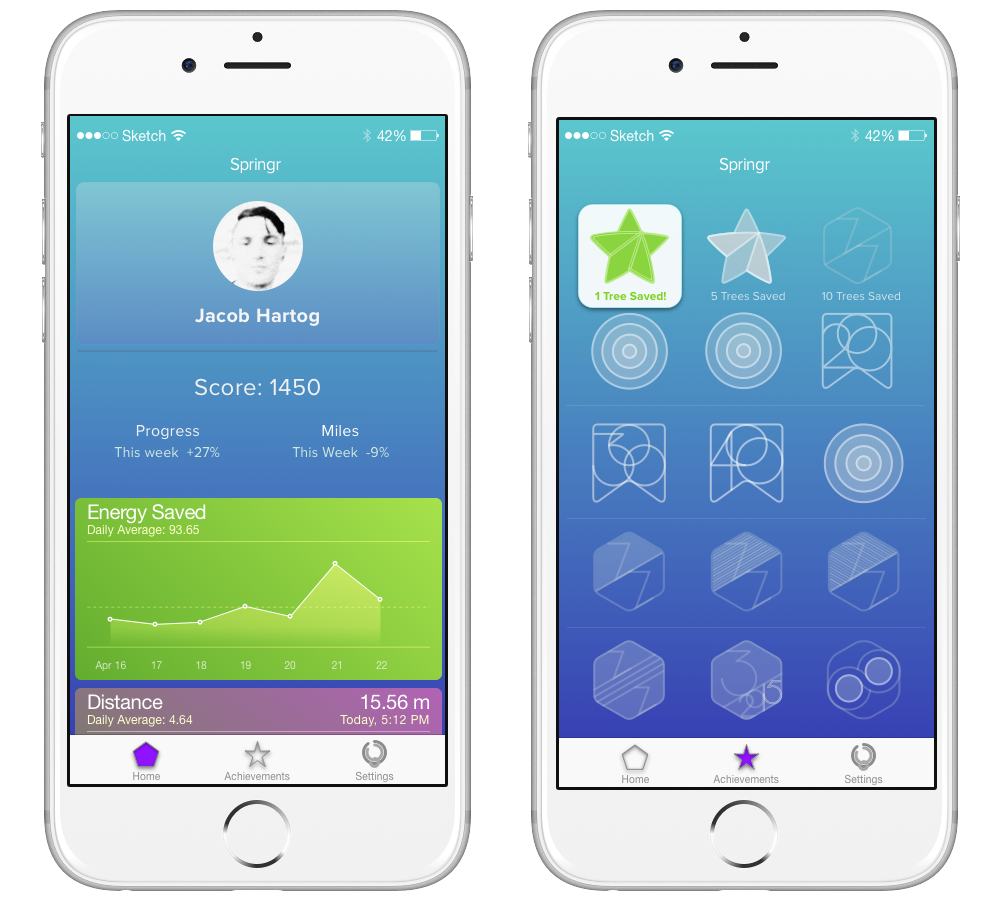 Sketch 42%
Springr
Jacob Hartog
Score: 1450
Progress Miles
This week +27% This Week -9%
Energy Saved
Daily Average: 93.65
Apr 16 17 18 19 20 21 22
Distance 15.56 m
Daily Average: 4.64 Today, 5:12 PM
Home Achievements Settings
Sketch 42%
Springr
1 Tree Saved! 5 Trees Saved 10 Trees Saved
20
30 40
Home Achievements Settings